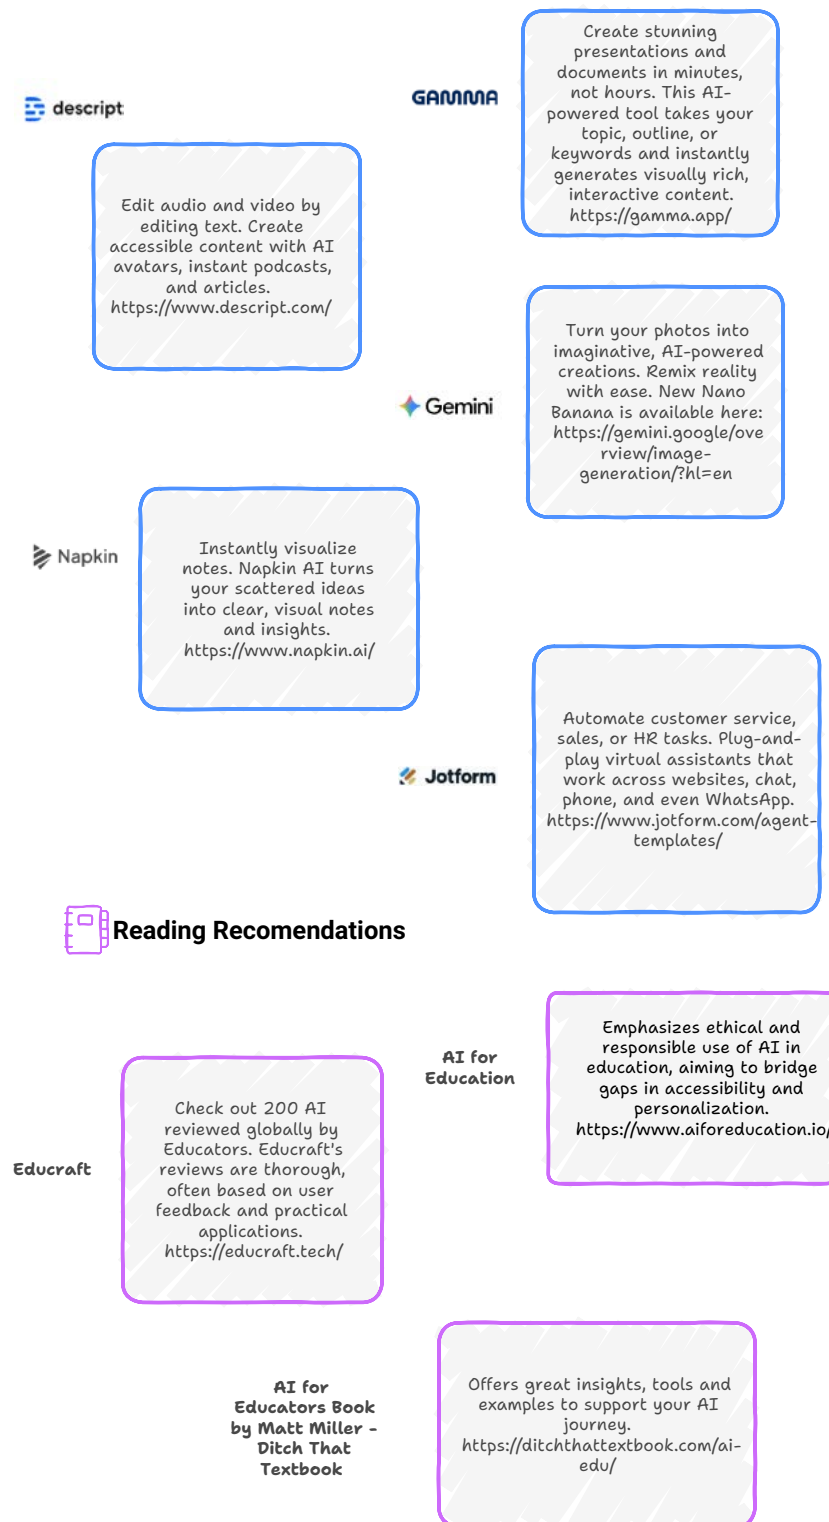 descript
Edit audio and video by
editing text. Create
accessible content with AI
avatars, instant podcasts,
and articles.
https://www.descript.com/
GAMMA
Create stunning
presentations and
documents in minutes,
not hours. This AI-
powered tool takes your
topic, outline, or
keywords and instantly
generates visually rich,
interactive content.
https://gamma.app/
Gemini
Turn your photos into
imaginative, AI-powered
creations. Remix reality
with ease. New Nano
Banana is available here:
https://gemini.google/ove
rview/image-
generation/?hl=en
Napkin
Instantly visualize
notes. Napkin AI turns
your scattered ideas
into clear, visual notes
and insights.
https://www.napkin.ai/
Jotform
Automate customer service,
sales, or HR tasks. Plug-and-
play virtual assistants that
work across websites, chat,
phone, and even WhatsApp.
https://www.jotform.com/agent-
templates/
Reading Recomendations
AI for
Education
Emphasizes ethical and
responsible use of AI in
education, aiming to bridge
gaps in accessibility and
personalization.
https://www.aiforeducation.io/
Educraft
Check out 200 AI
reviewed globally by
Educators. Educraft's
reviews are thorough,
often based on user
feedback and practical
applications.
https://educraft.tech/
AI for
Educators Book
by Matt Miller -
Ditch That
Textbook
Offers great insights, tools and
examples to support your AI
journey.
https://ditchthattextbook.com/ai-
edu/